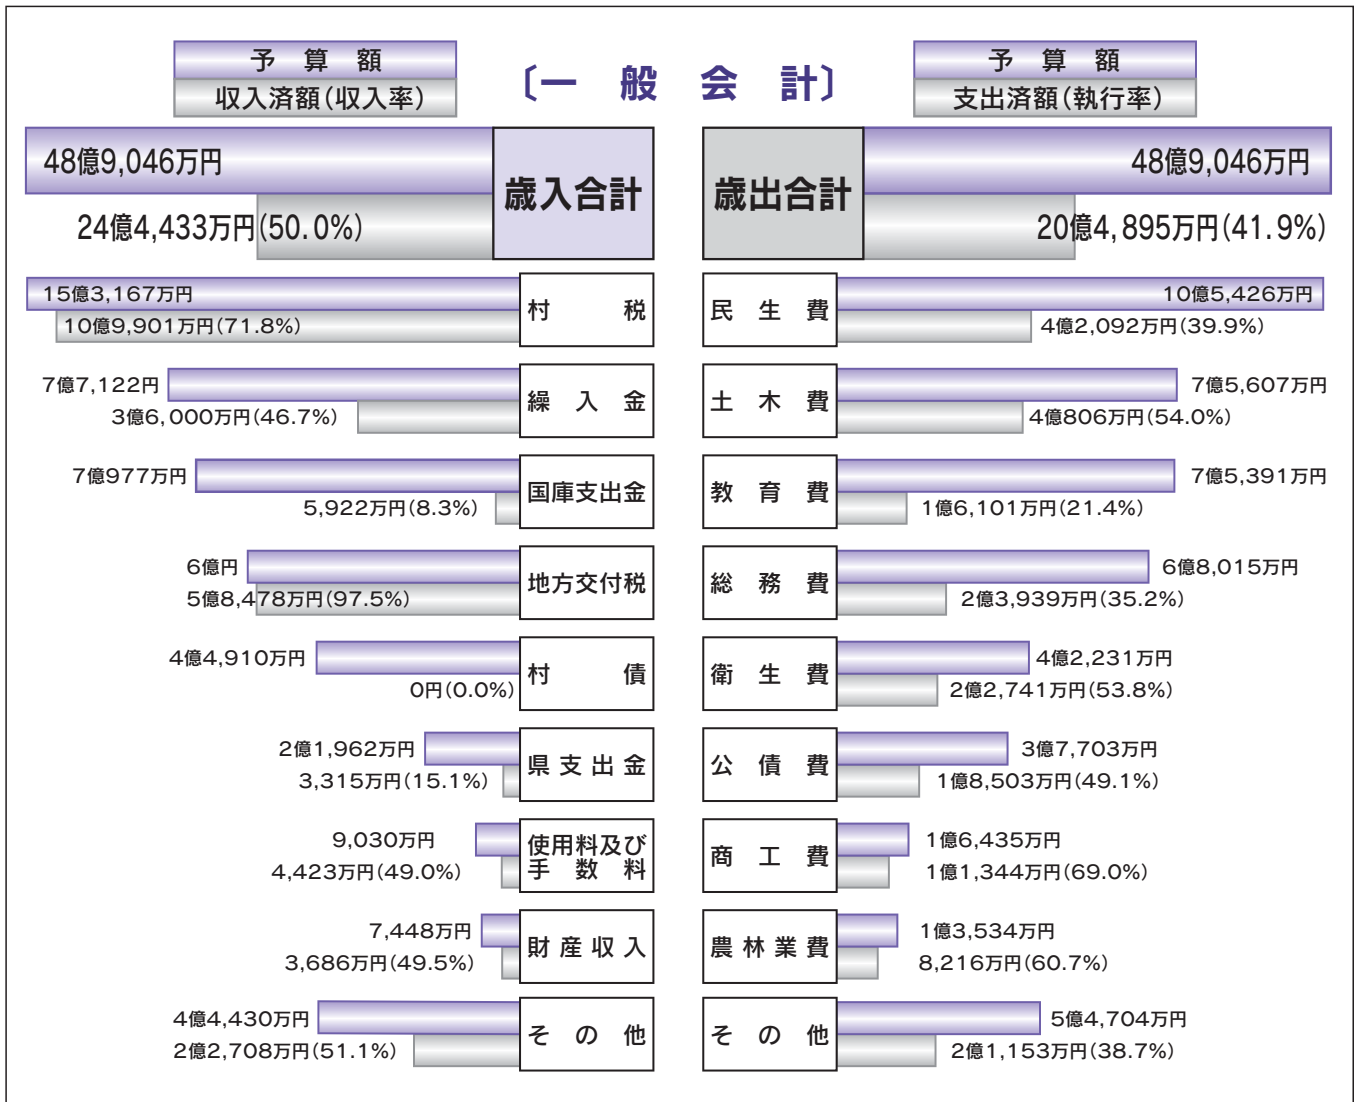 予算額
収入済額(収入率)
〔一般会計〕
予算額
支出済額(執行率)
48億9,046万円
24億4,433万円(50.0%)
歳入合計
歳出合計
48億9,046万円
20億4,895万円(41.9%)
15億3,167万円
10億9,901万円(71.8%)
村税
民生費
10億5,426万円
4億2,092万円(39.9%)
7億7,122円
3億6,000万円(46.7%)
繰入金
土木費
7億5,607万円
4億806万円(54.0%)
7億977万円
5,922万円(8.3%)
国庫支出金
教育費
7億5,391万円
1億6,101万円(21.4%)
6億円
5億8,478万円(97.5%)
地方交付税
総務費
6億8,015万円
2億3,939万円(35.2%)
4億4,910万円
0円(0.0%)
村債
衛生費
4億2,231万円
2億2,741万円(53.8%)
2億1,962万円
3,315万円(15.1%)
県支出金
公債費
3億7,703万円
1億8,503万円(49.1%)
9,030万円
4,423万円(49.0%)
使用料及び
手数料
商工費
1億6,435万円
1億1,344万円(69.0%)
7,448万円
3,686万円(49.5%)
財産収入
農林業費
1億3,534万円
8,216万円(60.7%)
4億4,430万円
2億2,708万円(51.1%)
その他
その他
5億4,704万円
2億1,153万円(38.7%)